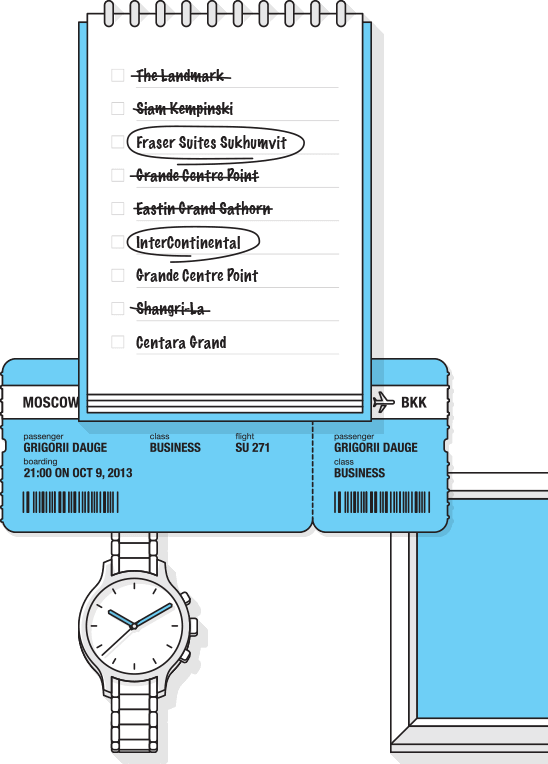 The Landmark
Siam Kempinski
Fraser Suites Sukhumvit
Grande Centre Point
Eastin Grand Sathorn
InterContinental
Grande Centre Point
Shangri-La
Centara Grand
MOSCOW BKK
passenger class flight passenger
GRIGORII DAUGE BUSINESS SU 271 GRIGORII DAUGE
boarding class
21:00 ON OCT 9, 2013 BUSINESS